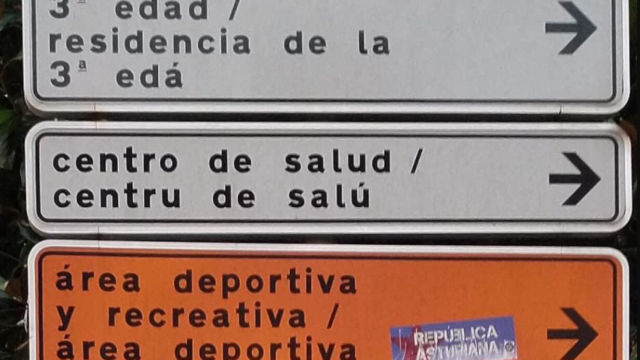 3ª edad /
residencia de la
3ª edá
centro de salud /
centru de salú
área deportiva
y recreativa /
área deportiva
REPÚBLICA
ASTURIANA